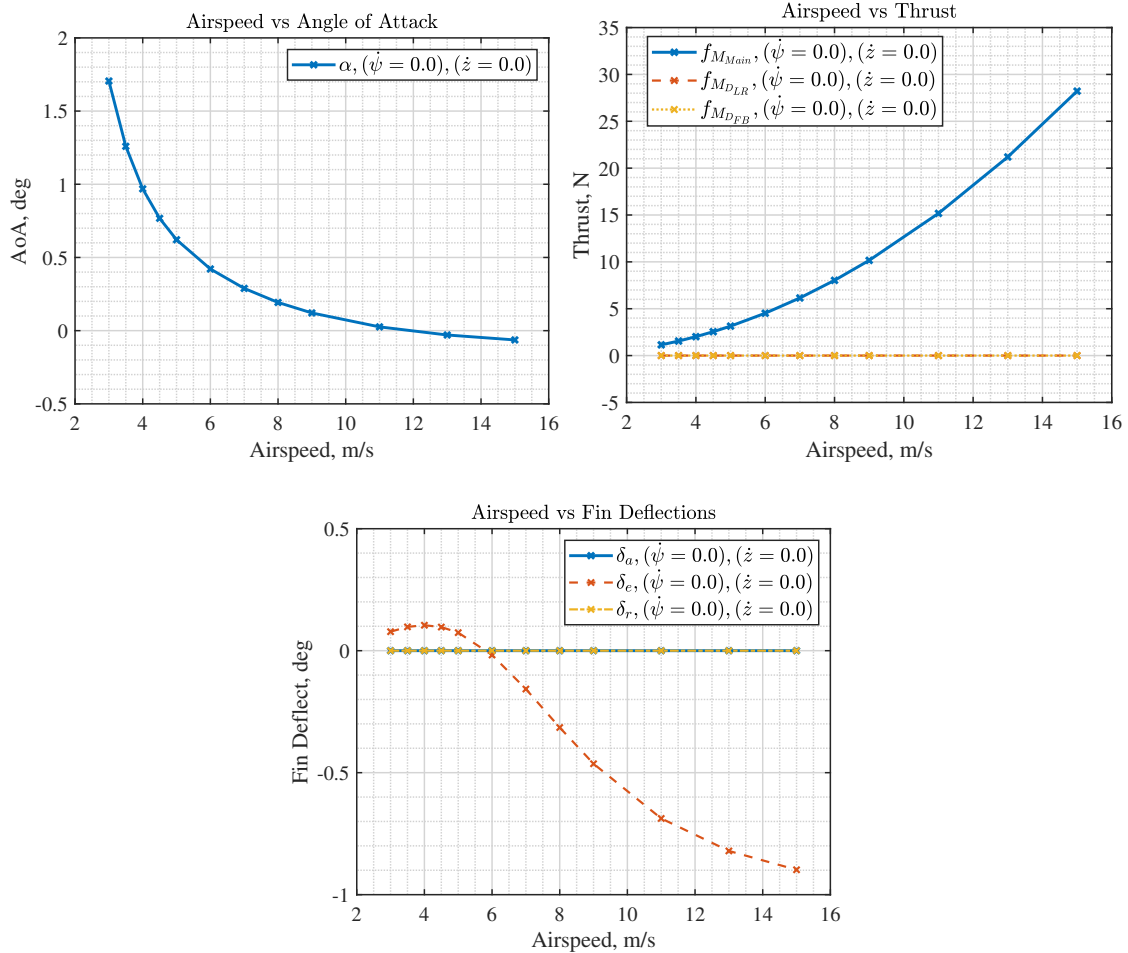 Airspeed vs Angle of Attack
2
1.5
1
0.5
0
-0.5
AoA, deg
α, (ψ̇ = 0.0), (ż = 0.0)
2 4 6 8 10 12 14 16
Airspeed, m/s
Airspeed vs Thrust
35
30
25
20
15
10
5
0
-5
Thrust, N
f_{M_{Main}}, (ψ̇ = 0.0), (ż = 0.0)
f_{M_{D_{LR}}}, (ψ̇ = 0.0), (ż = 0.0)
f_{M_{D_{FB}}}, (ψ̇ = 0.0), (ż = 0.0)
2 4 6 8 10 12 14 16
Airspeed, m/s
Airspeed vs Fin Deflections
0.5
0
-0.5
-1
Fin Deflect, deg
δ_a, (ψ̇ = 0.0), (ż = 0.0)
δ_e, (ψ̇ = 0.0), (ż = 0.0)
δ_r, (ψ̇ = 0.0), (ż = 0.0)
2 4 6 8 10 12 14 16
Airspeed, m/s